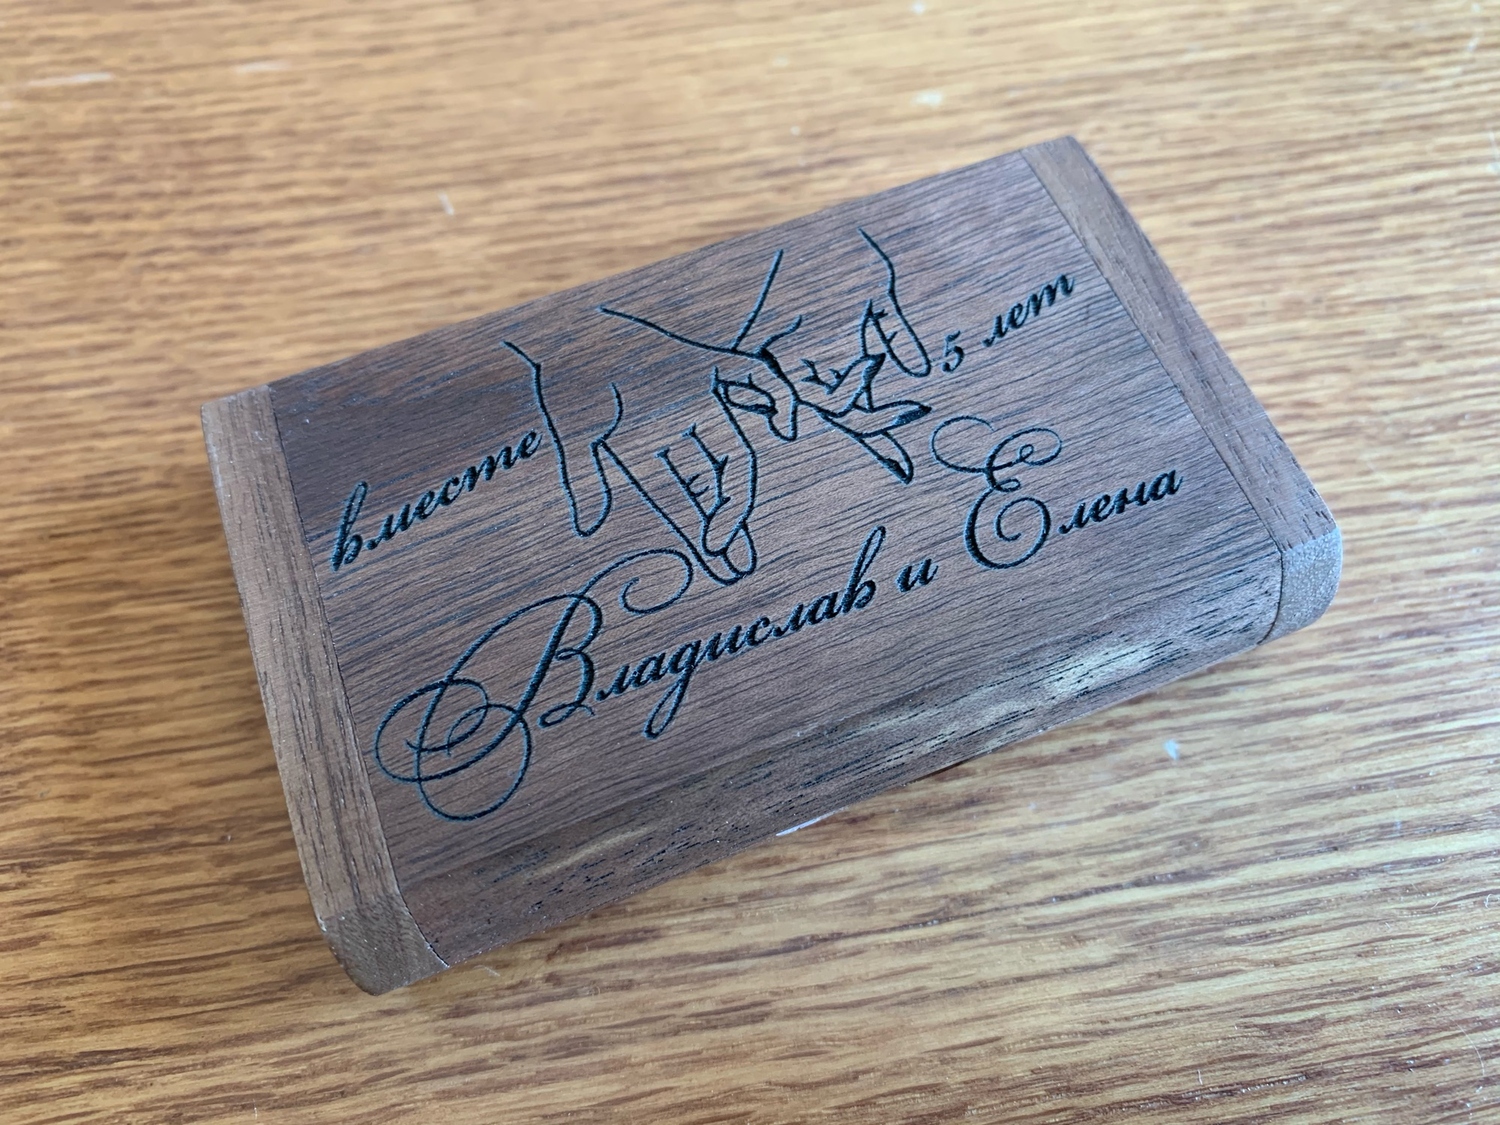 вместе 5 лет
Владислав и Елена